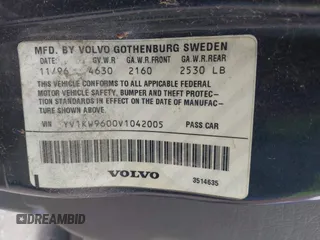 MFD. BY VOLVO GOTHENBURG SWEDEN
DATE G.V.W.R GA.W.R.FRONT GA.W.R.REAR
11/96 4630 2160 2530 LB
THIS VEHICLE CONFORMS TO ALL APPLICABLE FEDERAL
MOTOR VEHICLE SAFETY, BUMPER AND THEFT PROTEC-
TION STANDARDS IN EFFECT ON THE DATE OF MANUFAC-
TURE SHOWN ABOVE.
VIN YV1KW9600V1042005 PASS CAR
VOLVO
3514635
© DREAMBID